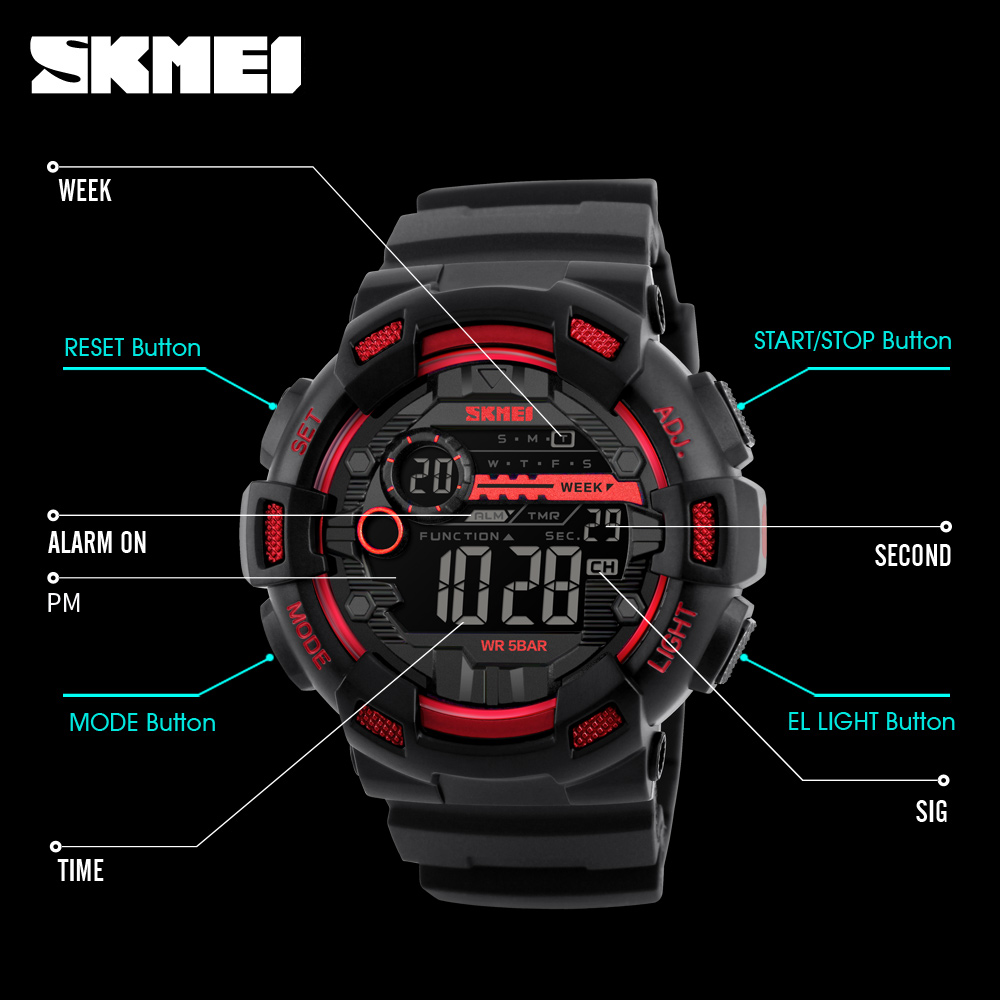 SKMEI
WEEK
RESET Button
START/STOP Button
SET
ADJ.
SKMEI
S • M • T
W • T • F • S
20
WEEK
ALM
TMR
29
ALARM ON
FUNCTION
SEC.
SECOND
CH
10 28
PM
MODE
LIGHT
WR 5BAR
MODE Button
EL LIGHT Button
SIG
TIME